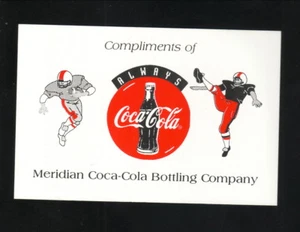 Compliments of
ALWAYS
Coca-Cola
Meridian Coca-Cola Bottling Company